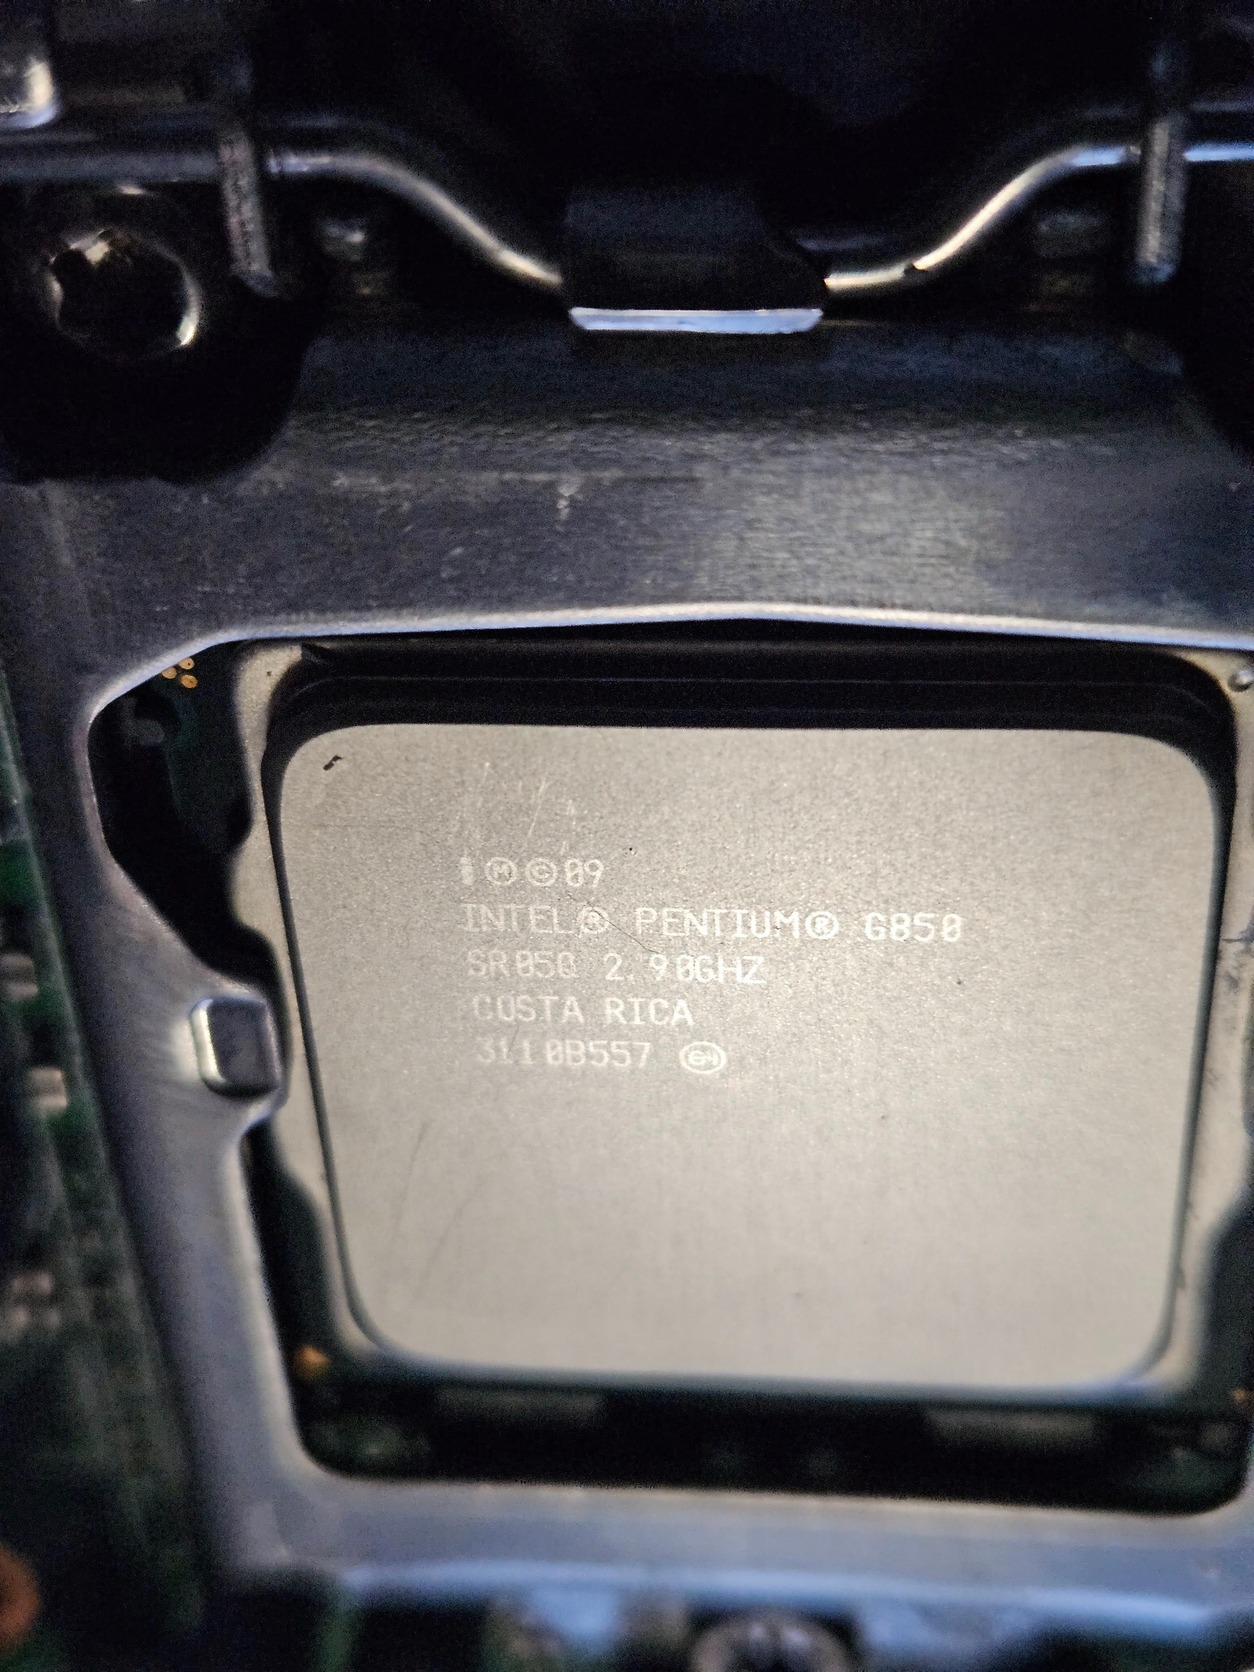 i Ⓜ©09
INTEL® PENTIUM® G850
SR05Q 2.90GHZ
COSTA RICA
3110B557 e4